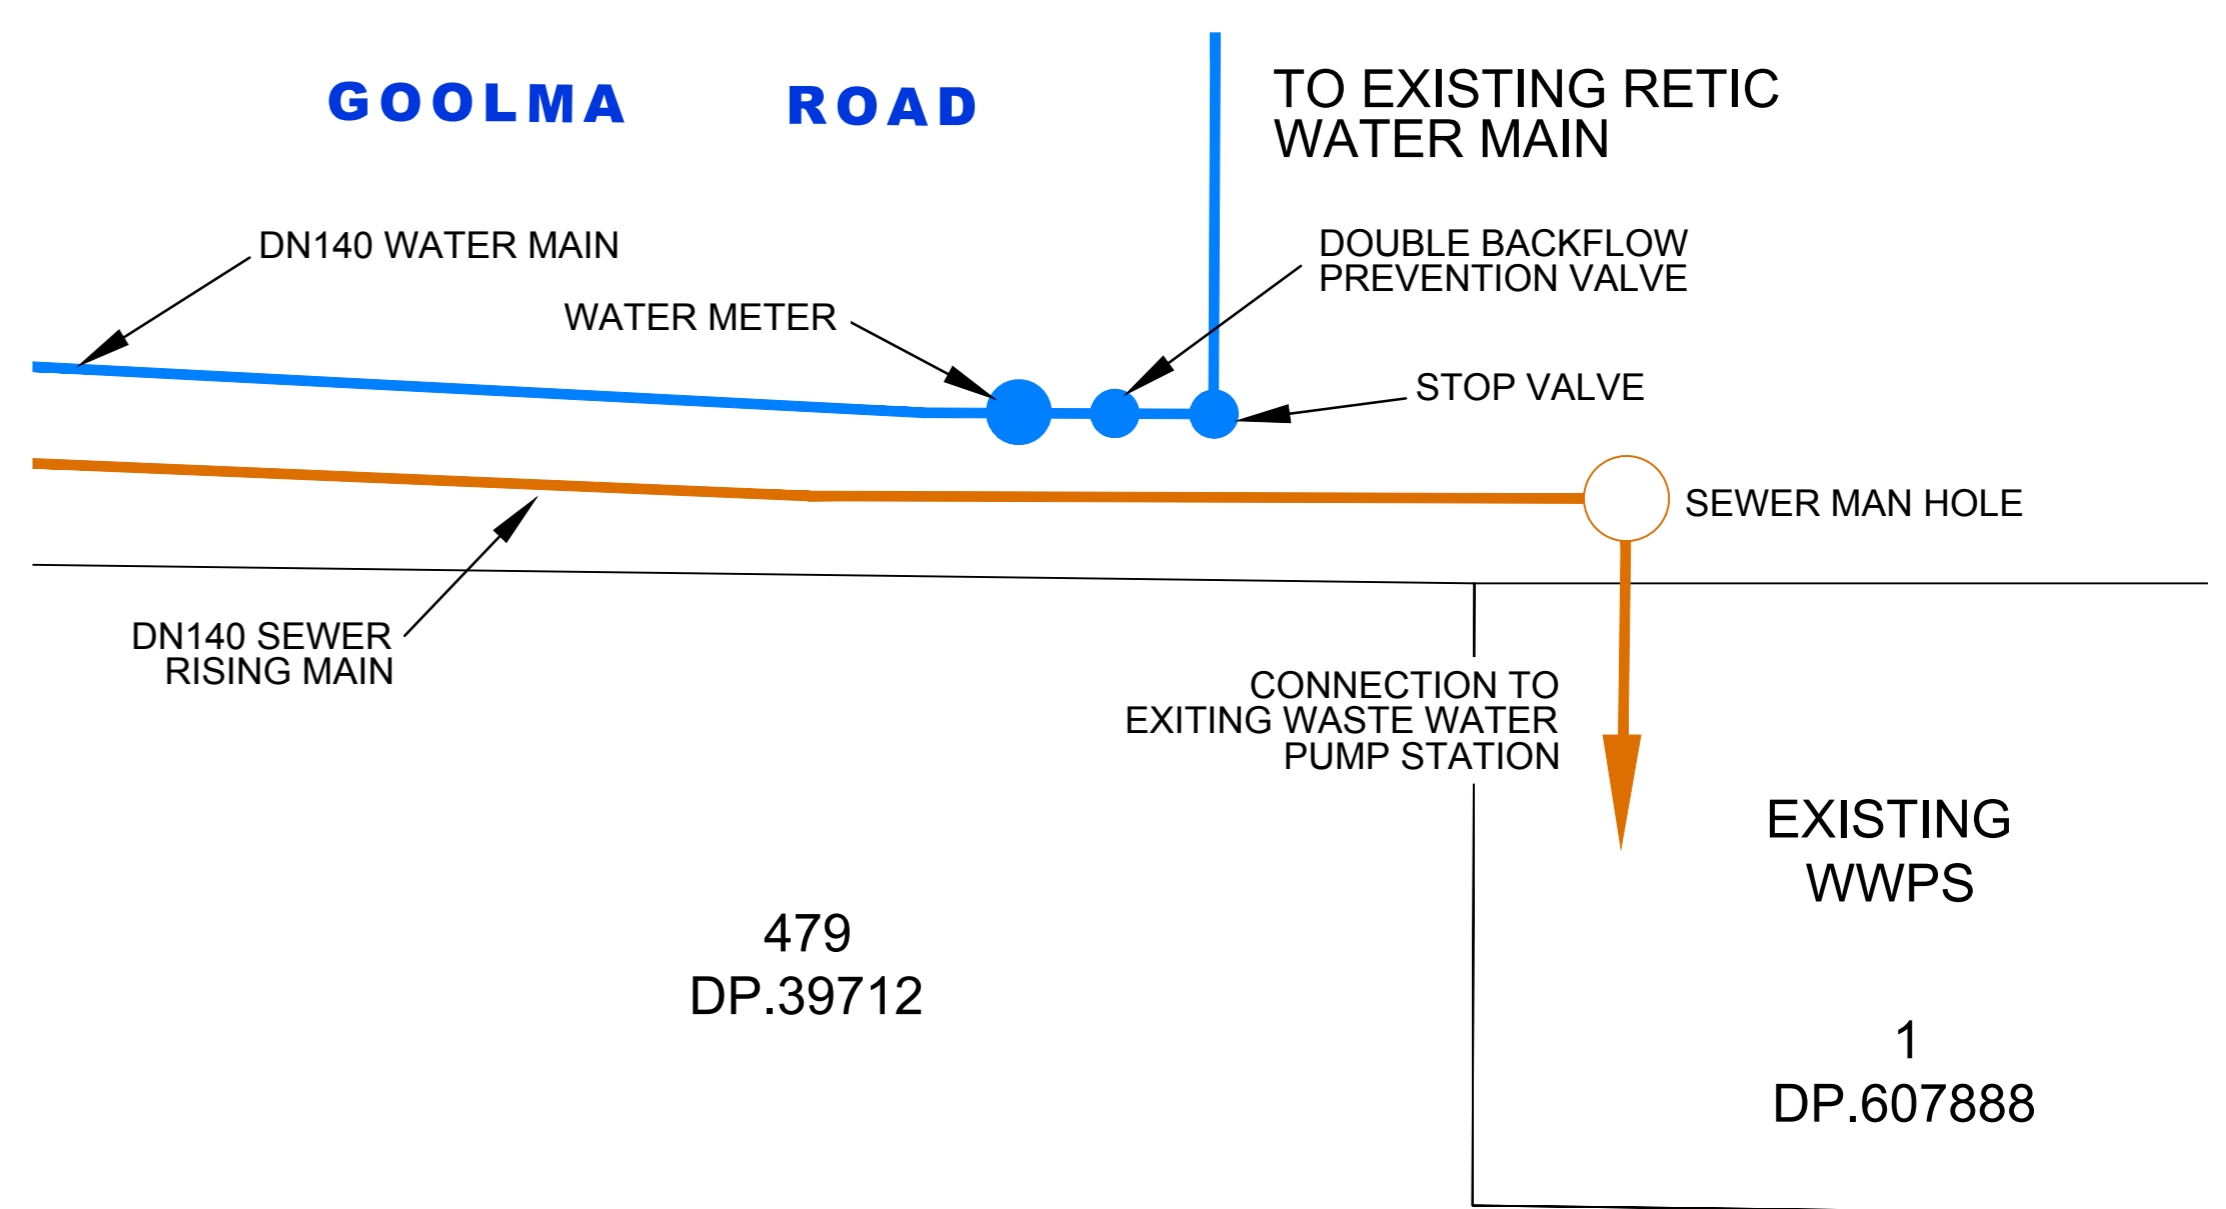 GOOLMA ROAD
TO EXISTING RETIC
WATER MAIN
DN140 WATER MAIN
DOUBLE BACKFLOW
PREVENTION VALVE
WATER METER
STOP VALVE
SEWER MAN HOLE
DN140 SEWER
RISING MAIN
CONNECTION TO
EXITING WASTE WATER
PUMP STATION
EXISTING
WWPS
479
DP.39712
1
DP.607888